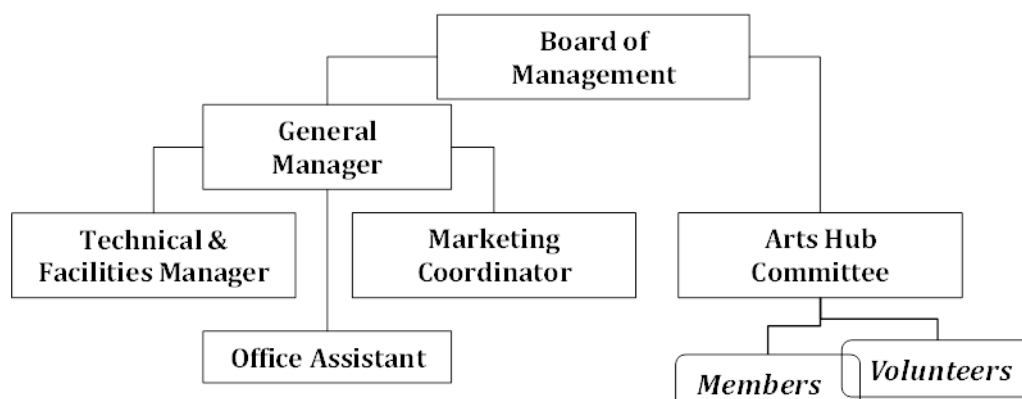 Board of
Management
General
Manager
Technical &
Facilities Manager
Marketing
Coordinator
Arts Hub
Committee
Office Assistant
Members
Volunteers